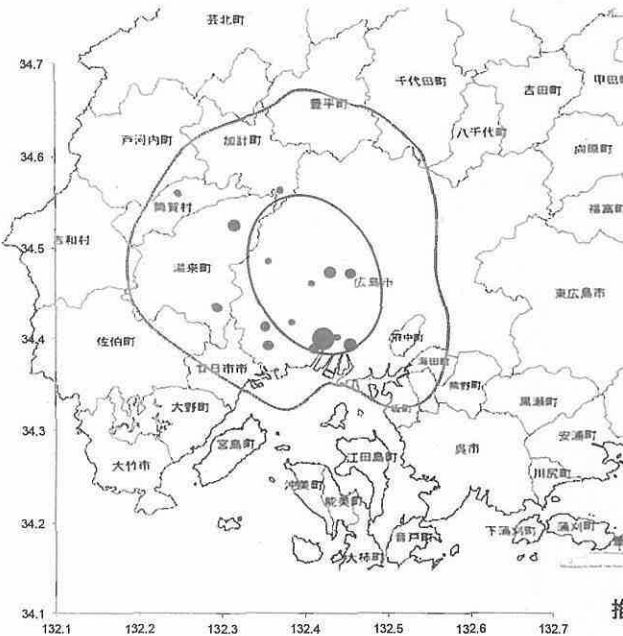 芸北町
34.7
千代田町
吉田町
甲田
豊平町
戸河内町
加計町
八千代町
向原町
34.6
筒賀村
福富町
吉和村
34.5
湯来町
広島市
東広島市
佐伯町
34.4
府中町
海田町
廿日市市
熊野町
大野町
坂町
黒瀬町
34.3
宮島町
呉市
安浦町
大竹市
江田島町
川尻町
沖美町
能美町
34.2
音戸町
下蒲刈町
蒲刈町
大柿町
34.1
132.1
132.2
132.3
132.4
132.5
132.6
132.7